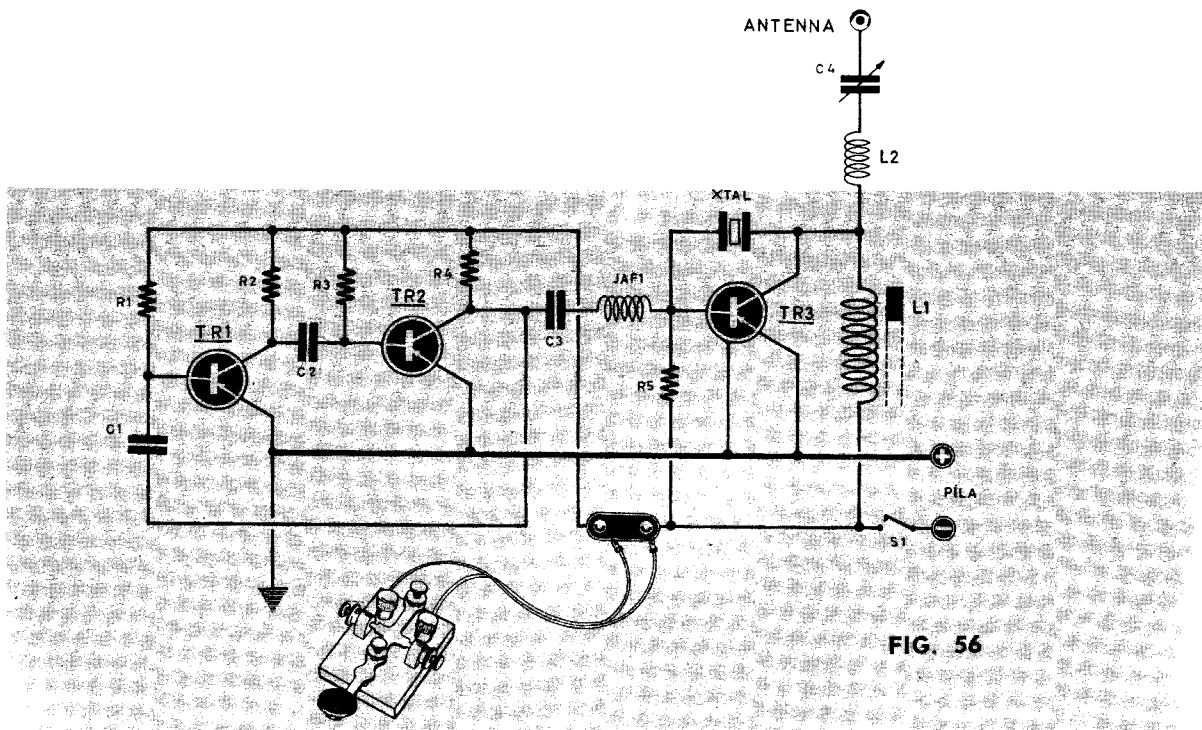 ANTENNA
C4
L2
XTAL
R1
R2
R3
R4
JAF1
TR1
TR2
C2
C3
TR3
L1
R5
C1
+
PILA
S1
−
FIG. 56